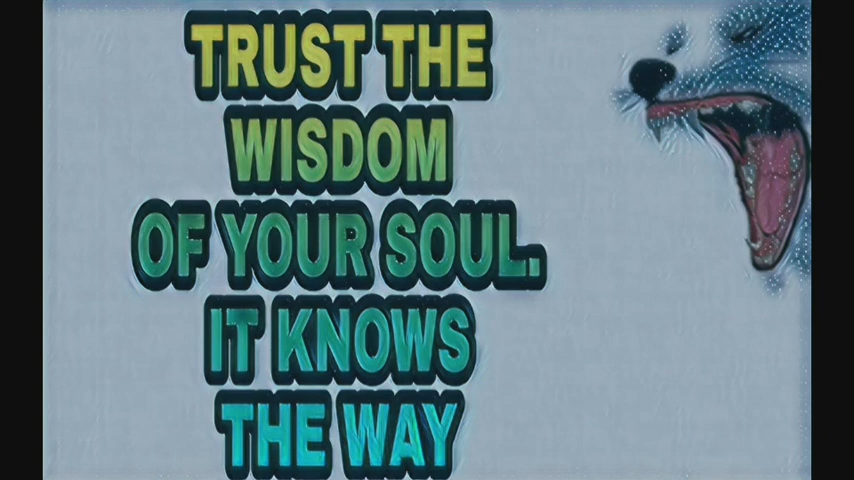 TRUST THE
WISDOM
OF YOUR SOUL.
IT KNOWS
THE WAY